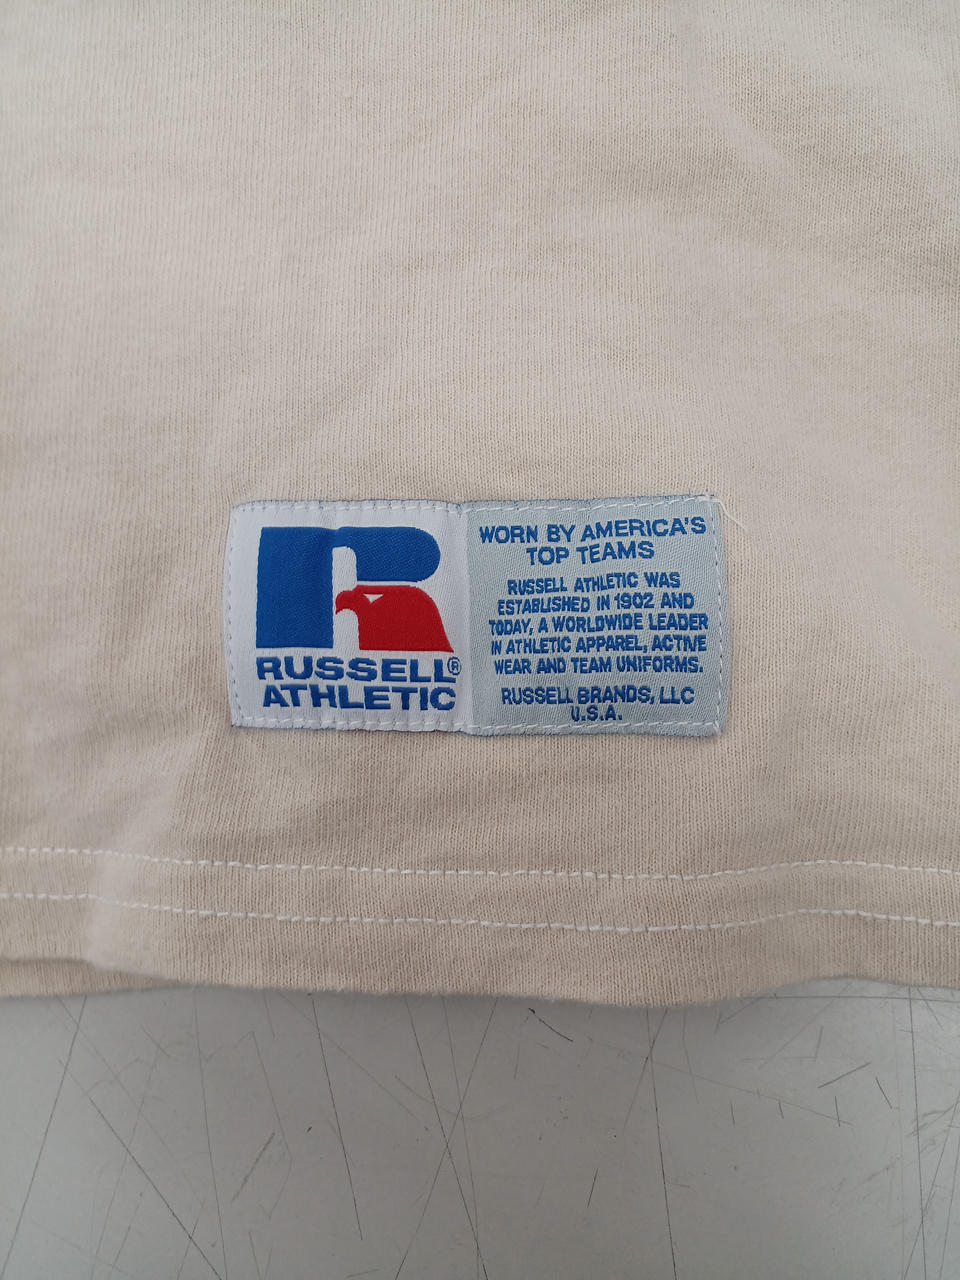 RUSSELL®
ATHLETIC
WORN BY AMERICA'S
TOP TEAMS
RUSSELL ATHLETIC WAS
ESTABLISHED IN 1902 AND
TODAY, A WORLDWIDE LEADER
IN ATHLETIC APPAREL, ACTIVE
WEAR AND TEAM UNIFORMS.
RUSSELL BRANDS, LLC
U.S.A.